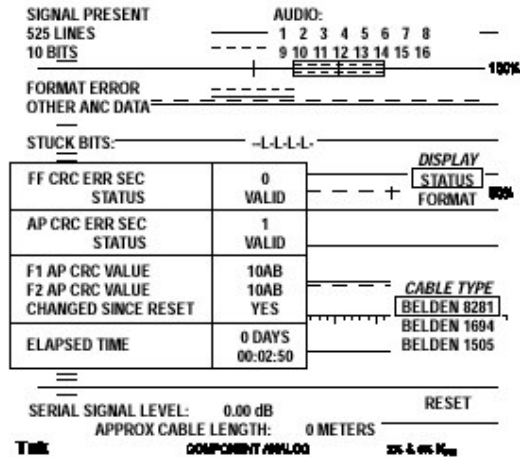 SIGNAL PRESENT AUDIO:
525 LINES 1 2 3 4 5 6 7 8
10 BITS 9 10 11 12 13 14 15 16
100%
FORMAT ERROR
OTHER ANC DATA
STUCK BITS: --L-L-L-L-
DISPLAY
FF CRC ERR SEC 0 STATUS
STATUS VALID FORMAT
AP CRC ERR SEC 1
STATUS VALID
F1 AP CRC VALUE 10AB
F2 AP CRC VALUE 10AB CABLE TYPE
CHANGED SINCE RESET YES BELDEN 8281
BELDEN 1694
ELAPSED TIME 0 DAYS BELDEN 1505
00:02:50
SERIAL SIGNAL LEVEL: 0.00 dB RESET
APPROX CABLE LENGTH: 0 METERS
Tek COMPONENT ANALOG